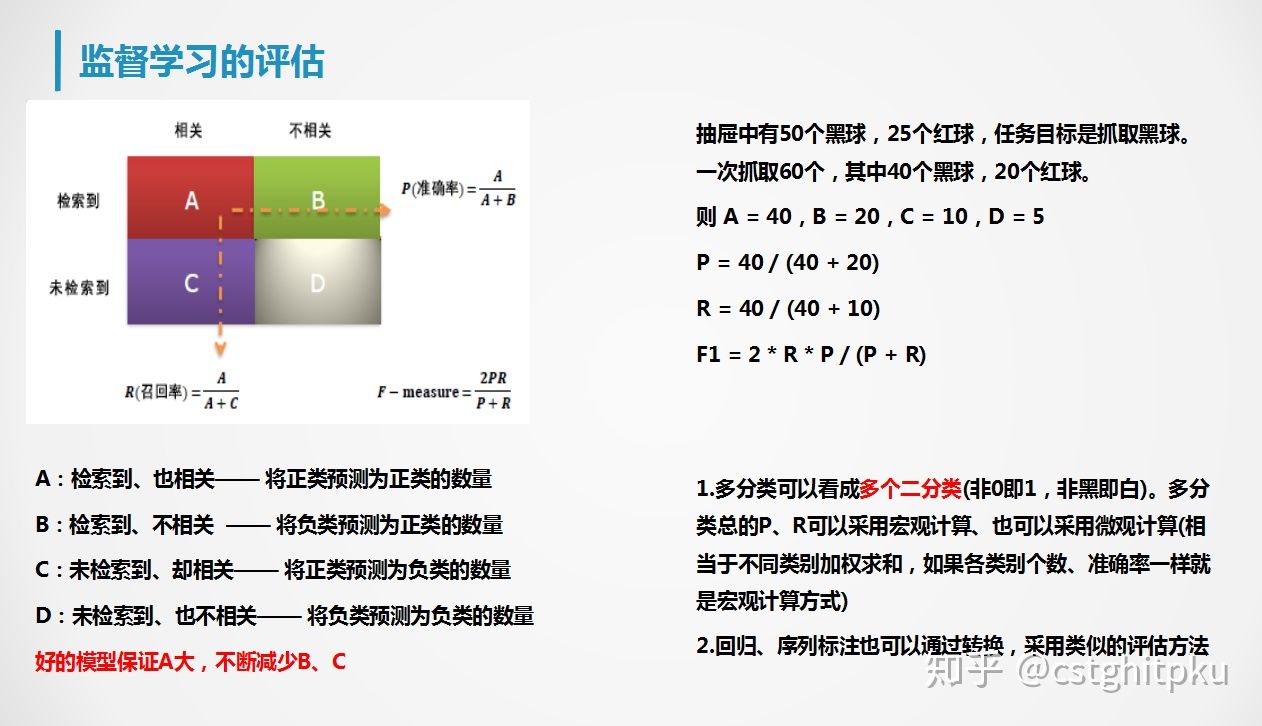 监督学习的评估
相关 不相关
检索到 A B P(准确率)=A/(A+B)
未检索到 C D
R(召回率)=A/(A+C) F-measure=2PR/(P+R)
A：检索到、也相关—— 将正类预测为正类的数量
B：检索到、不相关 —— 将负类预测为正类的数量
C：未检索到、却相关—— 将正类预测为负类的数量
D：未检索到、也不相关—— 将负类预测为负类的数量
好的模型保证A大，不断减少B、C
抽屉中有50个黑球，25个红球，任务目标是抓取黑球。
一次抓取60个，其中40个黑球，20个红球。
则 A = 40，B = 20，C = 10，D = 5
P = 40 / (40 + 20)
R = 40 / (40 + 10)
F1 = 2 * R * P / (P + R)
1.多分类可以看成多个二分类(非0即1，非黑即白)。多分
类总的P、R可以采用宏观计算、也可以采用微观计算(相
当于不同类别加权求和，如果各类别个数、准确率一样就
是宏观计算方式)
2.回归、序列标注也可以通过转换，采用类似的评估方法
知乎 @cstghitpku